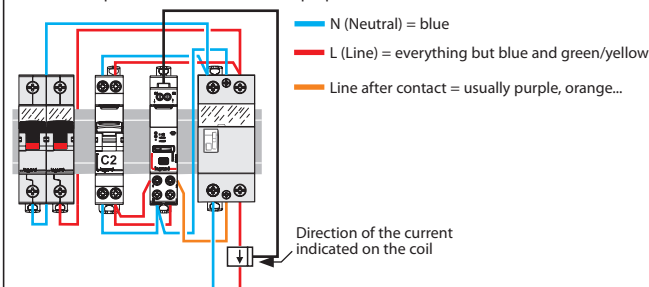 N (Neutral) = blue
L (Line) = everything but blue and green/yellow
Line after contact = usually purple, orange...
C2
Direction of the current
indicated on the coil